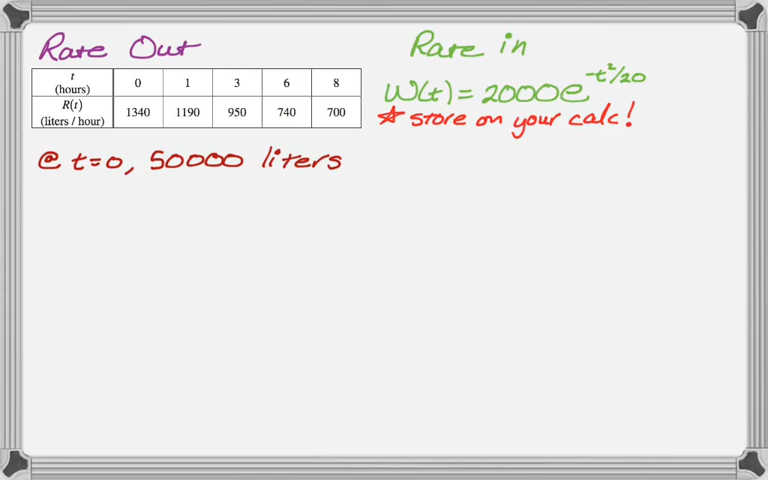 Rate Out
t (hours) 0 1 3 6 8
R(t) (liters / hour) 1340 1190 950 740 700
@ t=0, 50000 liters
Rate in
W(t) = 2000e^{-t²/20}
* store on your calc!